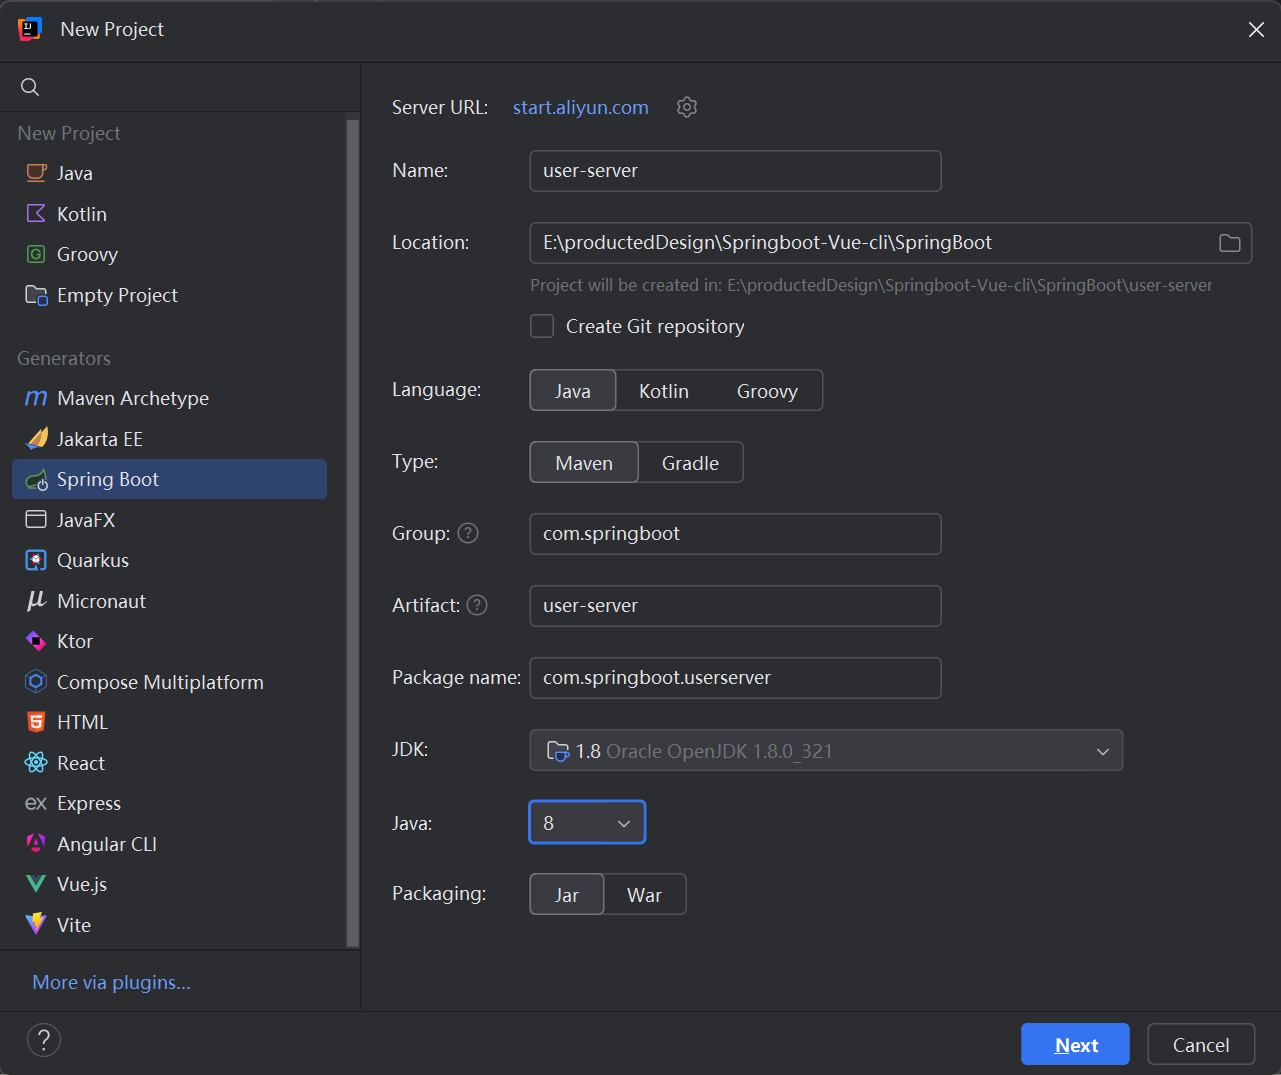 New Project
New Project
Java
Kotlin
Groovy
Empty Project
Generators
Maven Archetype
Jakarta EE
Spring Boot
JavaFX
Quarkus
Micronaut
Ktor
Compose Multiplatform
HTML
React
ex Express
Angular CLI
Vue.js
Vite
More via plugins...
Server URL: start.aliyun.com
Name: user-server
Location: E:\productedDesign\Springboot-Vue-cli\SpringBoot
Project will be created in: E:\productedDesign\Springboot-Vue-cli\SpringBoot\user-server
Create Git repository
Language: Java Kotlin Groovy
Type: Maven Gradle
Group: ? com.springboot
Artifact: ? user-server
Package name: com.springboot.userserver
JDK: 1.8 Oracle OpenJDK 1.8.0_321
Java: 8
Packaging: Jar War
? Next Cancel